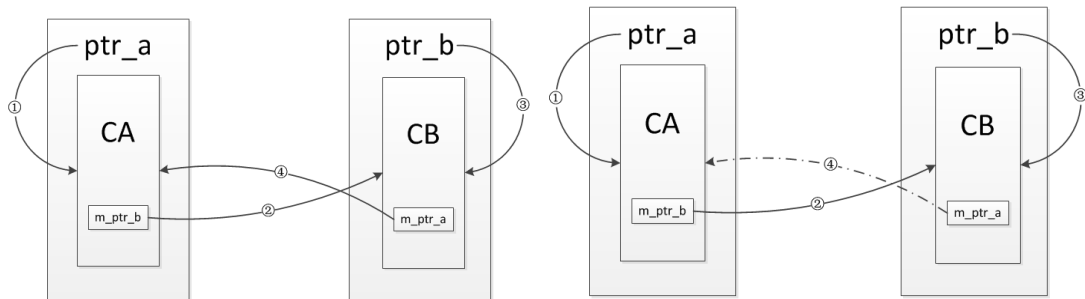 ptr_a
①
CA
m_ptr_b
②
ptr_b
③
CB
④
m_ptr_a
ptr_a
①
CA
m_ptr_b
②
ptr_b
③
CB
④
m_ptr_a